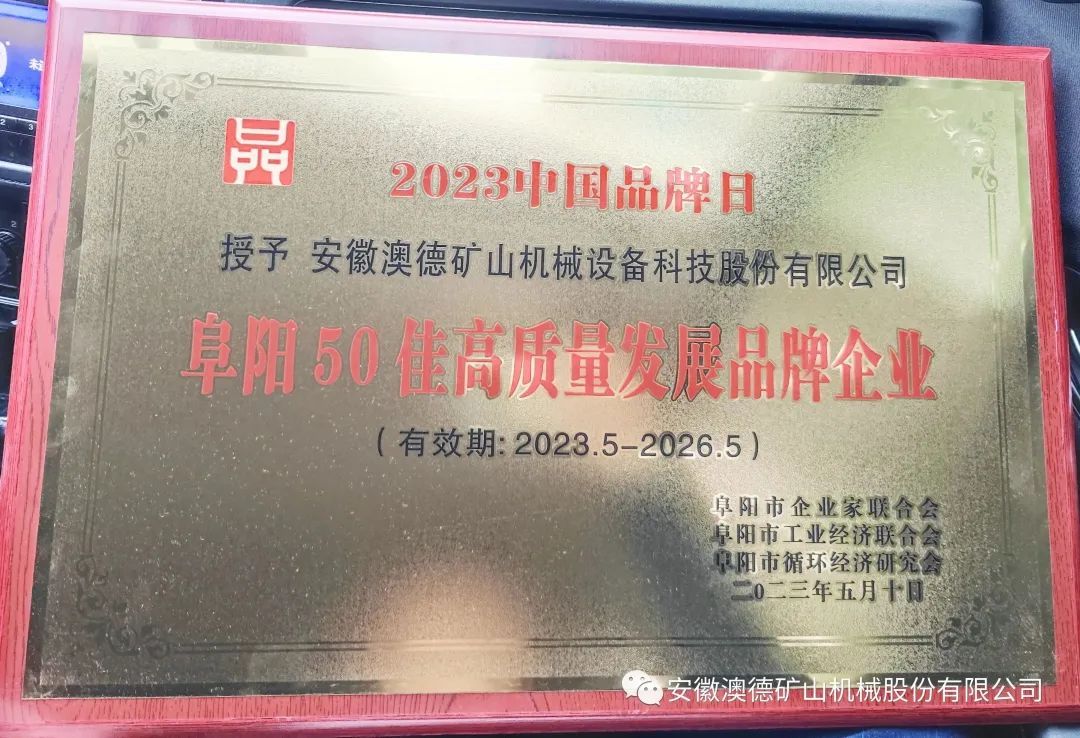 品
2023中国品牌日
授予 安徽澳德矿山机械设备科技股份有限公司
阜阳50佳高质量发展品牌企业
(有效期:2023.5-2026.5)
阜阳市企业家联合会
阜阳市工业经济联合会
阜阳市循环经济研究会
二0二三年五月十日
安徽澳德矿山机械股份有限公司